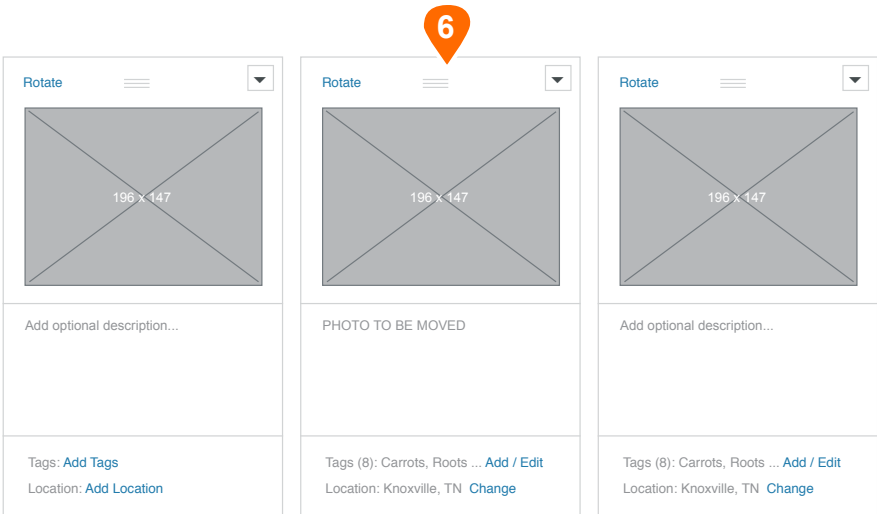 6
Rotate
Rotate
Rotate
196 x 147
196 x 147
196 x 147
Add optional description...
PHOTO TO BE MOVED
Add optional description...
Tags: Add Tags
Location: Add Location
Tags (8): Carrots, Roots ... Add / Edit
Location: Knoxville, TN Change
Tags (8): Carrots, Roots ... Add / Edit
Location: Knoxville, TN Change